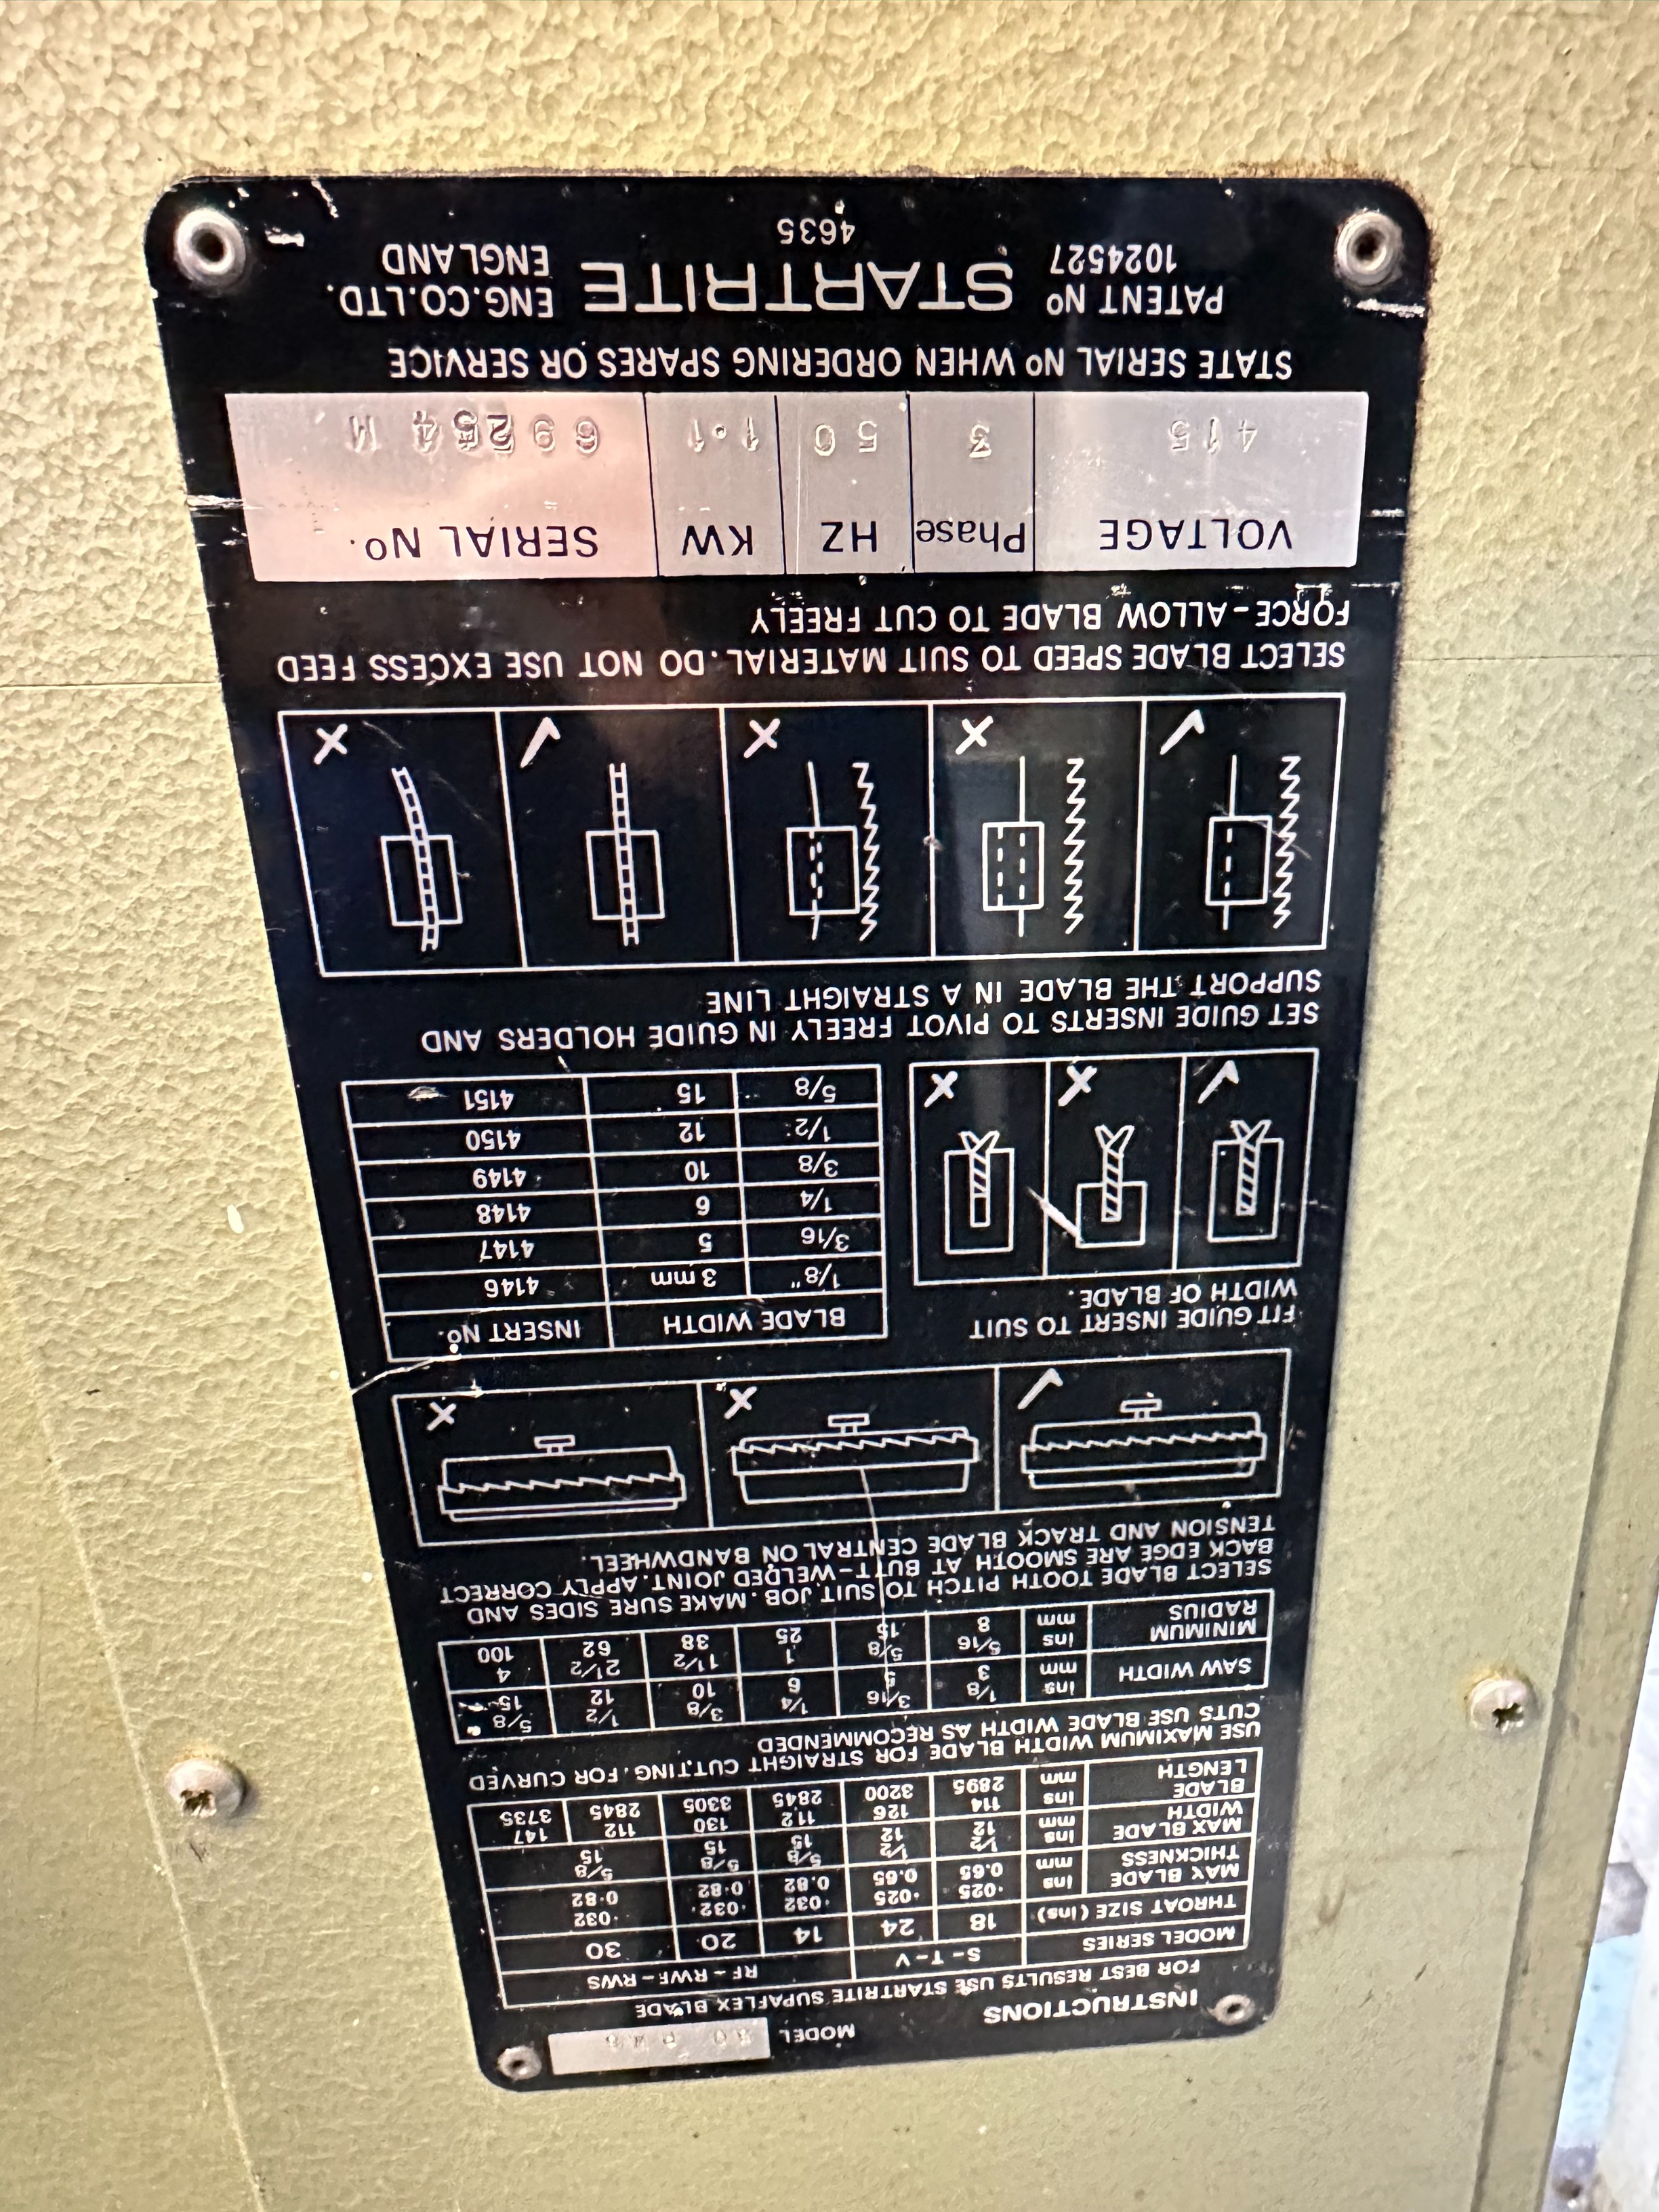 INSTRUCTIONS MODEL
FOR BEST RESULTS USE STARTRITE SUPAFLEX BLADE
MODEL SERIES S-T-V RF-RWF-RWS
THROAT SIZE (ins) 18 24 14 20 30
MAX BLADE THICKNESS ins .025 .025 .032 .032 .032
mm 0.65 0.65 0.82 0.82 0.82
MAX BLADE WIDTH ins 1/2 1/2 5/8 5/8 5/8
mm 12 12 15 15 15
BLADE LENGTH ins 114 126 112 130 112 147
mm 2895 3200 2845 3305 2845 3735
USE MAXIMUM WIDTH BLADE FOR STRAIGHT CUTTING. FOR CURVED
CUTS USE BLADE WIDTH AS RECOMMENDED
SAW WIDTH ins 1/8 3/16 1/4 3/8 1/2 5/8
mm 3 5 6 10 12 15
MINIMUM RADIUS ins 5/16 5/8 1 1 1/2 2 1/2 4
mm 8 15 25 38 62 100
SELECT BLADE TOOTH PITCH TO SUIT JOB. MAKE SURE SIDES AND
BACK EDGE ARE SMOOTH AT BUTT-WELDED JOINT. APPLY CORRECT
TENSION AND TRACK BLADE CENTRAL ON BANDWHEEL.
FIT GUIDE INSERT TO SUIT
WIDTH OF BLADE.
BLADE WIDTH INSERT No.
1/8" 3 mm 4146
3/16 5 4147
1/4 6 4148
3/8 10 4149
1/2 12 4150
5/8 15 4151
SET GUIDE INSERTS TO PIVOT FREELY IN GUIDE HOLDERS AND
SUPPORT THE BLADE IN A STRAIGHT LINE
SELECT BLADE SPEED TO SUIT MATERIAL. DO NOT USE EXCESS FEED
FORCE-ALLOW BLADE TO CUT FREELY
VOLTAGE Phase HZ KW SERIAL No.
415 3 50 1.1
STATE SERIAL No WHEN ORDERING SPARES OR SERVICE
PATENT No STARTRITE ENG.CO.LTD.
1024527 ENGLAND
4635